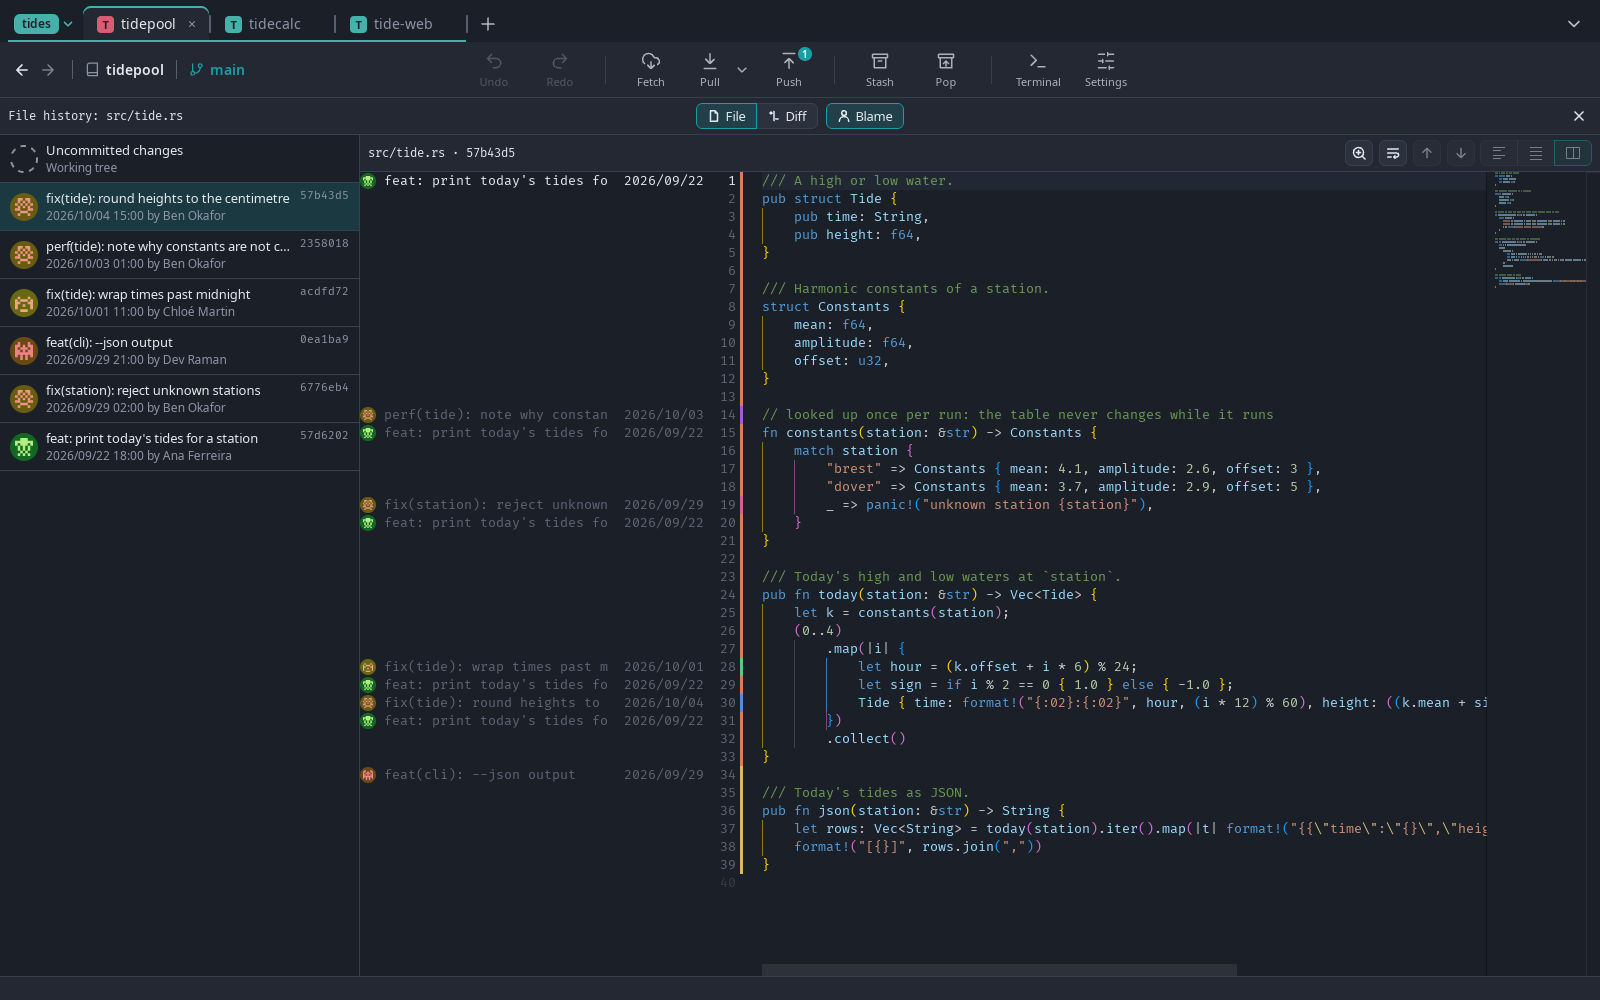 tides
T tidepool ×
T tidecalc
T tide-web
tidepool
main
Undo
Redo
Fetch
Pull
Push
1
Stash
Pop
Terminal
Settings
File history: src/tide.rs
File
Diff
Blame
Uncommitted changes
Working tree
fix(tide): round heights to the centimetre 57b43d5
2026/10/04 15:00 by Ben Okafor
perf(tide): note why constants are not c... 2358018
2026/10/03 01:00 by Ben Okafor
fix(tide): wrap times past midnight acdfd72
2026/10/01 11:00 by Chloé Martin
feat(cli): --json output 0ea1ba9
2026/09/29 21:00 by Dev Raman
fix(station): reject unknown stations 6776eb4
2026/09/29 02:00 by Ben Okafor
feat: print today's tides for a station 57d6202
2026/09/22 18:00 by Ana Ferreira
src/tide.rs · 57b43d5
feat: print today's tides fo 2026/09/22 1 /// A high or low water.
2 pub struct Tide {
3 pub time: String,
4 pub height: f64,
5 }
6
7 /// Harmonic constants of a station.
8 struct Constants {
9 mean: f64,
10 amplitude: f64,
11 offset: u32,
12 }
13
perf(tide): note why constan 2026/10/03 14 // looked up once per run: the table never changes while it runs
feat: print today's tides fo 2026/09/22 15 fn constants(station: &str) -> Constants {
16 match station {
17 "brest" => Constants { mean: 4.1, amplitude: 2.6, offset: 3 },
18 "dover" => Constants { mean: 3.7, amplitude: 2.9, offset: 5 },
fix(station): reject unknown 2026/09/29 19 _ => panic!("unknown station {station}"),
feat: print today's tides fo 2026/09/22 20 }
21 }
22
23 /// Today's high and low waters at `station`.
24 pub fn today(station: &str) -> Vec<Tide> {
25 let k = constants(station);
26 (0..4)
27 .map(|i| {
fix(tide): wrap times past m 2026/10/01 28 let hour = (k.offset + i * 6) % 24;
feat: print today's tides fo 2026/09/22 29 let sign = if i % 2 == 0 { 1.0 } else { -1.0 };
fix(tide): round heights to 2026/10/04 30 Tide { time: format!("{:02}:{:02}", hour, (i * 12) % 60), height: ((k.mean + si
feat: print today's tides fo 2026/09/22 31 })
32 .collect()
33 }
feat(cli): --json output 2026/09/29 34
35 /// Today's tides as JSON.
36 pub fn json(station: &str) -> String {
37 let rows: Vec<String> = today(station).iter().map(|t| format!("{{\"time\":\"{}\",\"heig
38 format!("[{}]", rows.join(","))
39 }
40